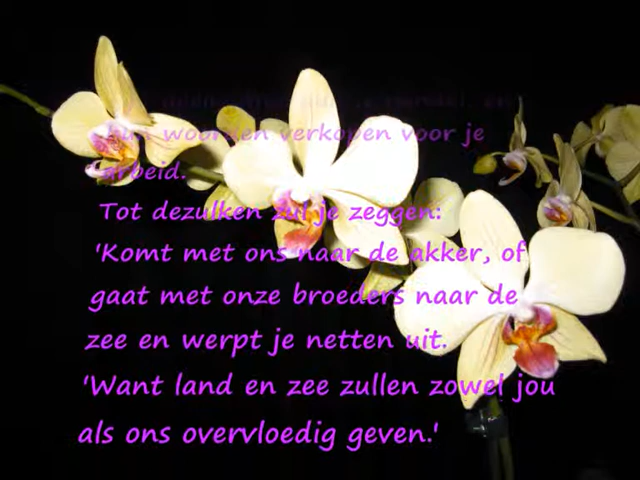 hun woorden verkopen voor je
arbeid.
Tot dezulken zul je zeggen:
'Komt met ons naar de akker, of
gaat met onze broeders naar de
zee en werpt je netten uit.
'Want land en zee zullen zowel jou
als ons overvloedig geven.'